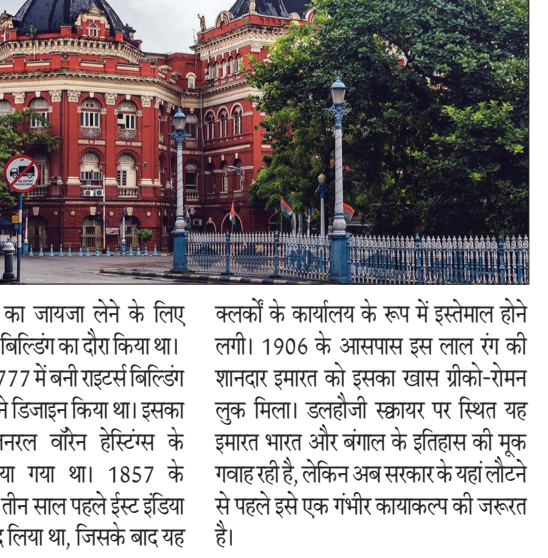 का जायजा लेने के लिए
बिल्डिंग का दौरा किया था।
777 में बनी राइटर्स बिल्डिंग
ने डिजाइन किया था। इसका
जनरल वॉरेन हेस्टिंग्स के
या गया था। 1857 के
तीन साल पहले ईस्ट इंडिया
द लिया था, जिसके बाद यह
क्लर्कों के कार्यालय के रूप में इस्तेमाल होने
लगी। 1906 के आसपास इस लाल रंग की
शानदार इमारत को इसका खास ग्रीको-रोमन
लुक मिला। डलहौजी स्क्वायर पर स्थित यह
इमारत भारत और बंगाल के इतिहास की मूक
गवाह रही है, लेकिन अब सरकार के यहां लौटने
से पहले इसे एक गंभीर कायाकल्प की जरूरत
है।